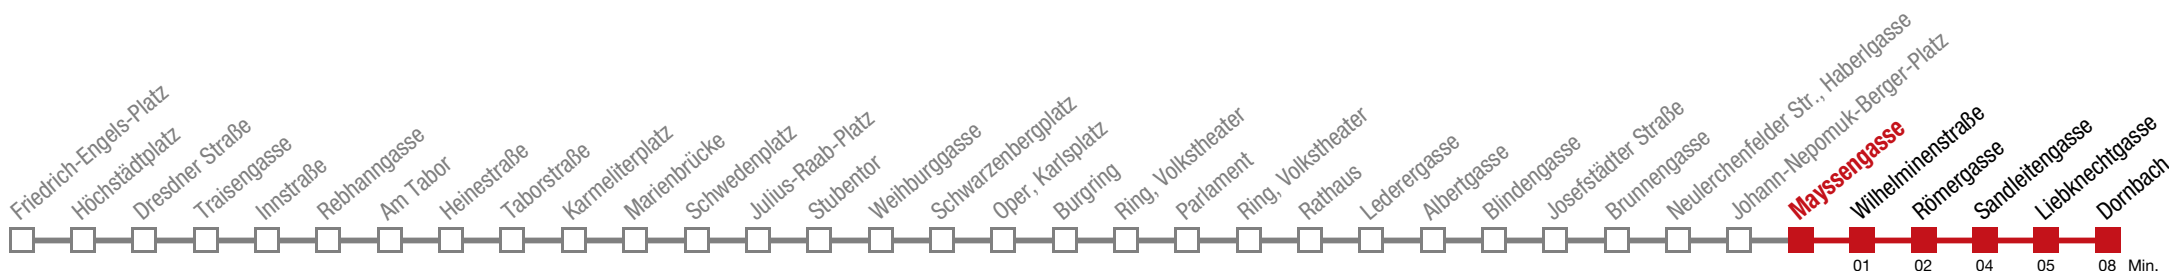 Friedrich-Engels-Platz
Höchstädtplatz
Dresdner Straße
Traisengasse
Innstraße
Rebhanngasse
Am Tabor
Heinestraße
Taborstraße
Karmeliterplatz
Marienbrücke
Schwedenplatz
Julius-Raab-Platz
Stubentor
Weihburggasse
Schwarzenbergplatz
Oper, Karlsplatz
Burgring
Ring, Volkstheater
Parlament
Ring, Volkstheater
Rathaus
Lederergasse
Albertgasse
Blindengasse
Josefstädter Straße
Brunnengasse
Neulerchenfelder Str., Haberlgasse
Johann-Nepomuk-Berger-Platz
Mayssengasse
Wilhelminenstraße
Römergasse
Sandleitengasse
Liebknechtgasse
Dornbach
01 02 04 05 08 Min.